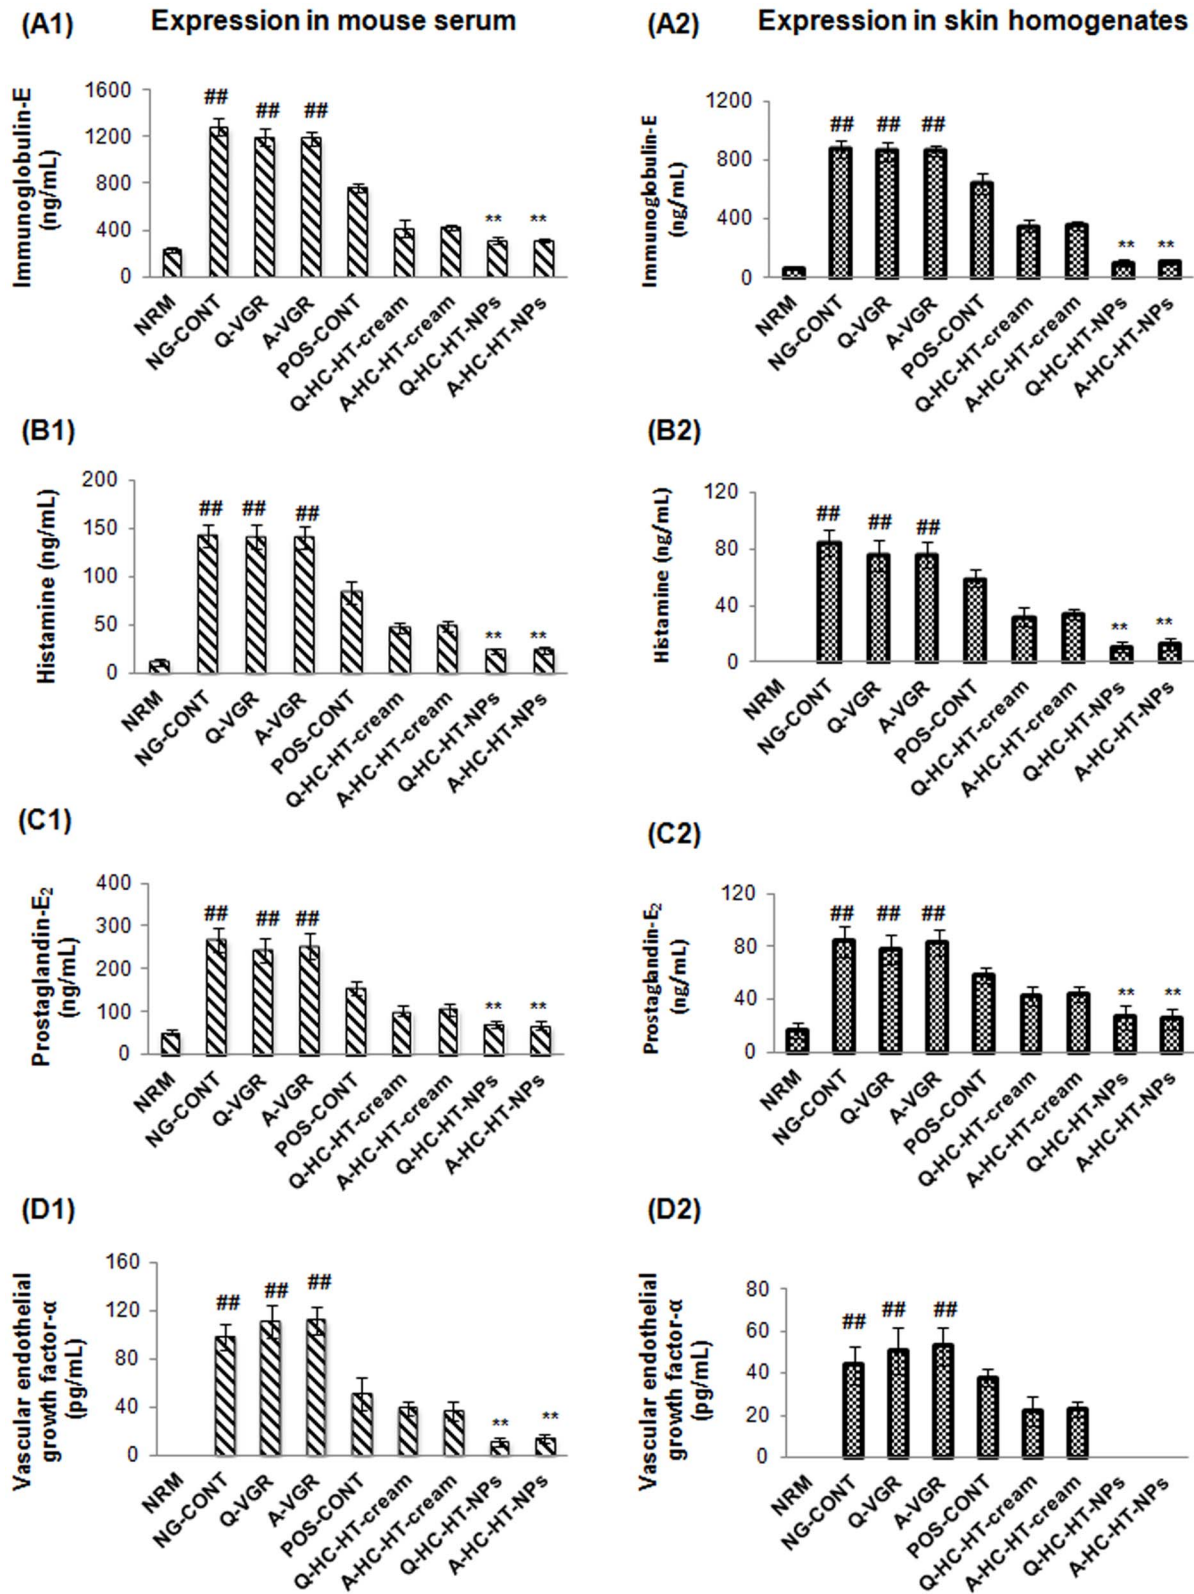 (A1) Expression in mouse serum
Immunoglobulin-E
(ng/mL)
1600
1200
800
400
0
## ## ##
** **
NRM
NG-CONT
Q-VGR
A-VGR
POS-CONT
Q-HC-HT-cream
A-HC-HT-cream
Q-HC-HT-NPs
A-HC-HT-NPs
(A2) Expression in skin homogenates
Immunoglobulin-E
(ng/mL)
1200
800
400
0
## ## ##
** **
NRM
NG-CONT
Q-VGR
A-VGR
POS-CONT
Q-HC-HT-cream
A-HC-HT-cream
Q-HC-HT-NPs
A-HC-HT-NPs
(B1)
Histamine (ng/mL)
200
150
100
50
0
## ## ##
** **
NRM
NG-CONT
Q-VGR
A-VGR
POS-CONT
Q-HC-HT-cream
A-HC-HT-cream
Q-HC-HT-NPs
A-HC-HT-NPs
(B2)
Histamine (ng/mL)
120
80
40
0
## ## ##
** **
NRM
NG-CONT
Q-VGR
A-VGR
POS-CONT
Q-HC-HT-cream
A-HC-HT-cream
Q-HC-HT-NPs
A-HC-HT-NPs
(C1)
Prostaglandin-E₂
(ng/mL)
400
300
200
100
0
## ## ##
** **
NRM
NG-CONT
Q-VGR
A-VGR
POS-CONT
Q-HC-HT-cream
A-HC-HT-cream
Q-HC-HT-NPs
A-HC-HT-NPs
(C2)
Prostaglandin-E₂
(ng/mL)
120
80
40
0
## ## ##
** **
NRM
NG-CONT
Q-VGR
A-VGR
POS-CONT
Q-HC-HT-cream
A-HC-HT-cream
Q-HC-HT-NPs
A-HC-HT-NPs
(D1)
Vascular endothelial
growth factor-α
(pg/mL)
160
120
80
40
0
## ## ##
** **
NRM
NG-CONT
Q-VGR
A-VGR
POS-CONT
Q-HC-HT-cream
A-HC-HT-cream
Q-HC-HT-NPs
A-HC-HT-NPs
(D2)
Vascular endothelial
growth factor-α
(pg/mL)
80
60
40
20
0
## ## ##
NRM
NG-CONT
Q-VGR
A-VGR
POS-CONT
Q-HC-HT-cream
A-HC-HT-cream
Q-HC-HT-NPs
A-HC-HT-NPs